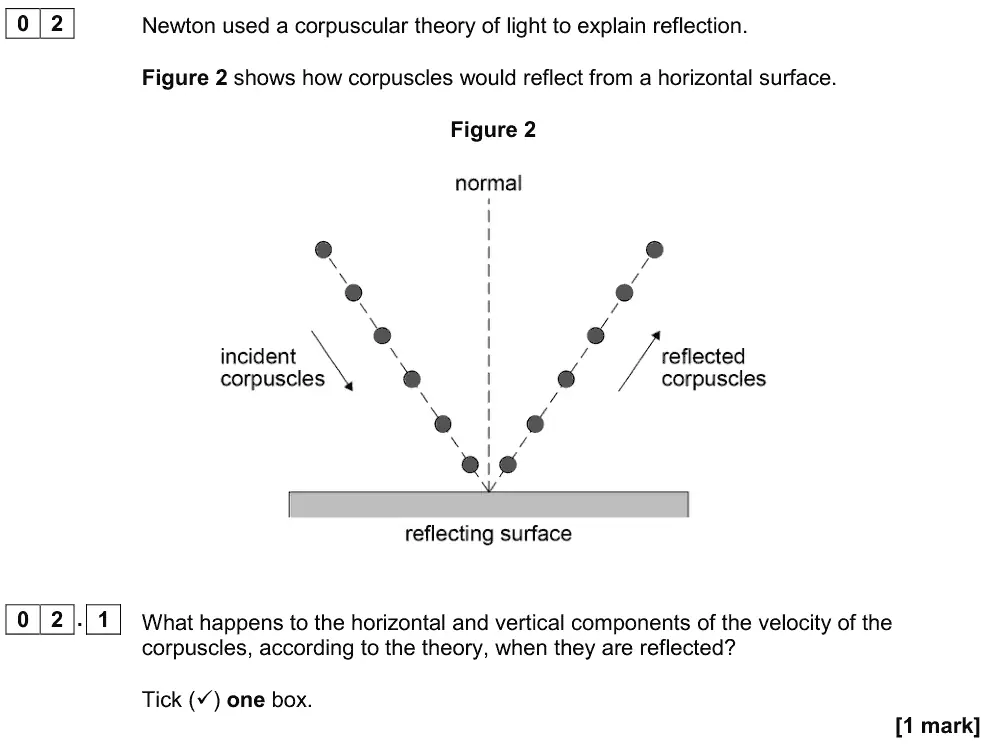 0 2 Newton used a corpuscular theory of light to explain reflection.
Figure 2 shows how corpuscles would reflect from a horizontal surface.
Figure 2
normal
incident
corpuscles
reflected
corpuscles
reflecting surface
0 2 . 1 What happens to the horizontal and vertical components of the velocity of the
corpuscles, according to the theory, when they are reflected?
Tick (✓) one box.
[1 mark]